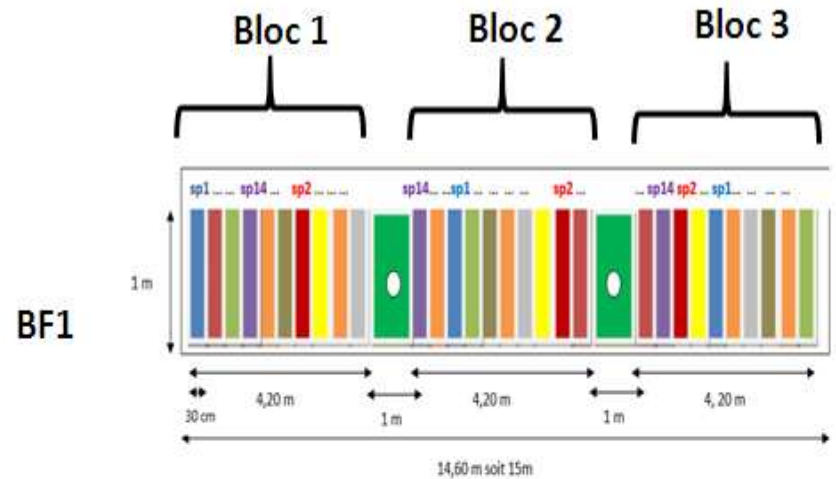 Bloc 1
Bloc 2
Bloc 3
sp1 ... ... sp14 ... ... sp2 ... ... ...
sp14... ...sp1 ... ... ... ... sp2 ...
... sp14 sp2 ... sp1... ... ... ...
1 m
BF1
4,20 m
4,20 m
4, 20 m
30 cm
1 m
1 m
14,60 m soit 15m